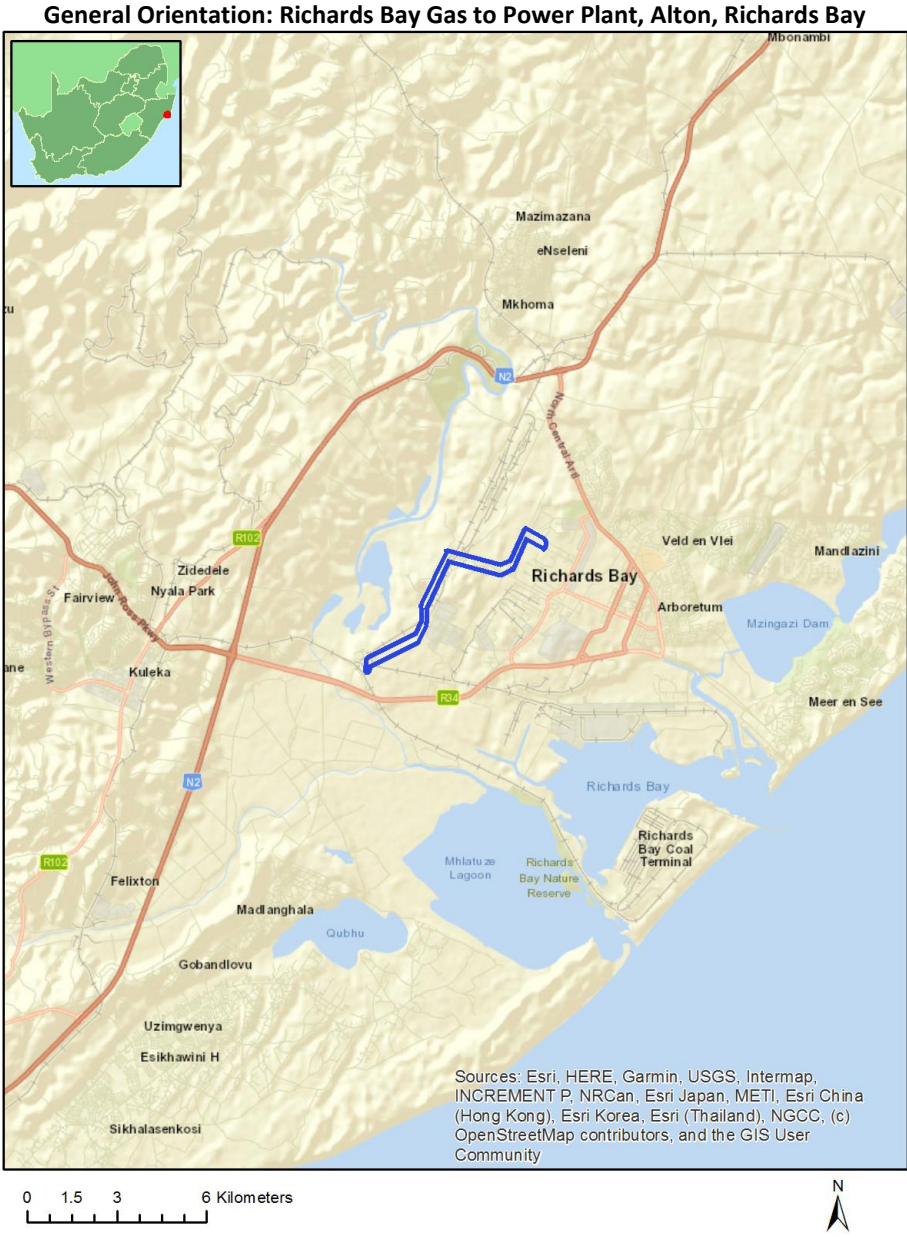 General Orientation: Richards Bay Gas to Power Plant, Alton, Richards Bay
Mbonambi
Mazimazana
eNseleni
zu
Mkhoma
N2
North Central Ard
R102
Veld en Vlei
Mandlazini
Zidedele
Richards Bay
John Ross Pkwy
Nyala Park
Fairview
Arboretum
Western Bypass St
Mzingazi Dam
ane
Kuleka
R34
Meer en See
N2
Richards Bay
Richards
Bay Coal
Terminal
R102
Mhlatuze
Lagoon
Richards
Bay Nature
Reserve
Felixton
Madlanghala
Qubhu
Gobandlovu
Uzimgwenya
Esikhawini H
Sikhalasenkosi
Sources: Esri, HERE, Garmin, USGS, Intermap,
INCREMENT P, NRCan, Esri Japan, METI, Esri China
(Hong Kong), Esri Korea, Esri (Thailand), NGCC, (c)
OpenStreetMap contributors, and the GIS User
Community
0 1.5 3 6 Kilometers
N